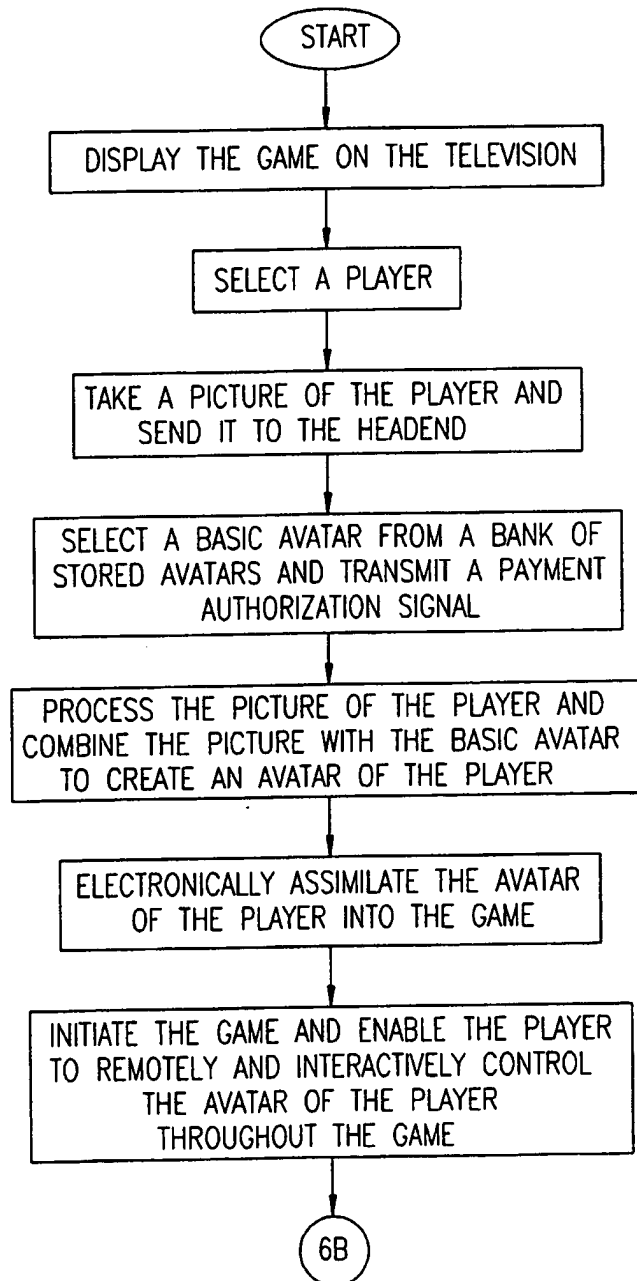 START
DISPLAY THE GAME ON THE TELEVISION
SELECT A PLAYER
TAKE A PICTURE OF THE PLAYER AND
SEND IT TO THE HEADEND
SELECT A BASIC AVATAR FROM A BANK OF
STORED AVATARS AND TRANSMIT A PAYMENT
AUTHORIZATION SIGNAL
PROCESS THE PICTURE OF THE PLAYER AND
COMBINE THE PICTURE WITH THE BASIC AVATAR
TO CREATE AN AVATAR OF THE PLAYER
ELECTRONICALLY ASSIMILATE THE AVATAR
OF THE PLAYER INTO THE GAME
INITIATE THE GAME AND ENABLE THE PLAYER
TO REMOTELY AND INTERACTIVELY CONTROL
THE AVATAR OF THE PLAYER
THROUGHOUT THE GAME
6B